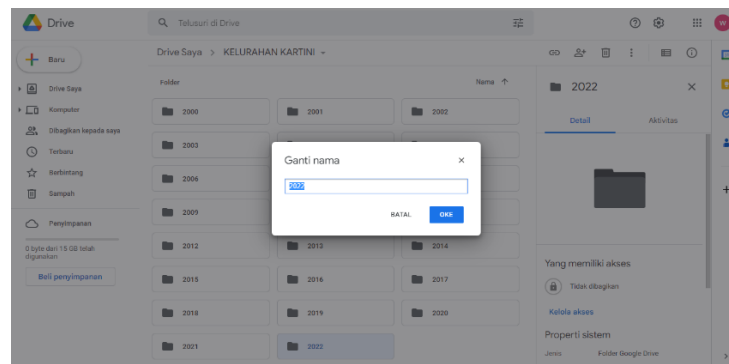 Drive
Telusuri di Drive
W
Baru
Drive Saya
Komputer
Dibagikan kepada saya
Terbaru
Berbintang
Sampah
Penyimpanan
0 byte dari 15 GB telah
digunakan
Beli penyimpanan
Drive Saya > KELURAHAN KARTINI
Folder
Nama ↑
2000
2001
2002
2003
2006
2009
2012
2013
2014
2015
2016
2017
2018
2019
2020
2021
2022
Ganti nama
2022
BATAL
OKE
2022
Detail
Aktivitas
Yang memiliki akses
Tidak dibagikan
Kelola akses
Properti sistem
Jenis Folder Google Drive